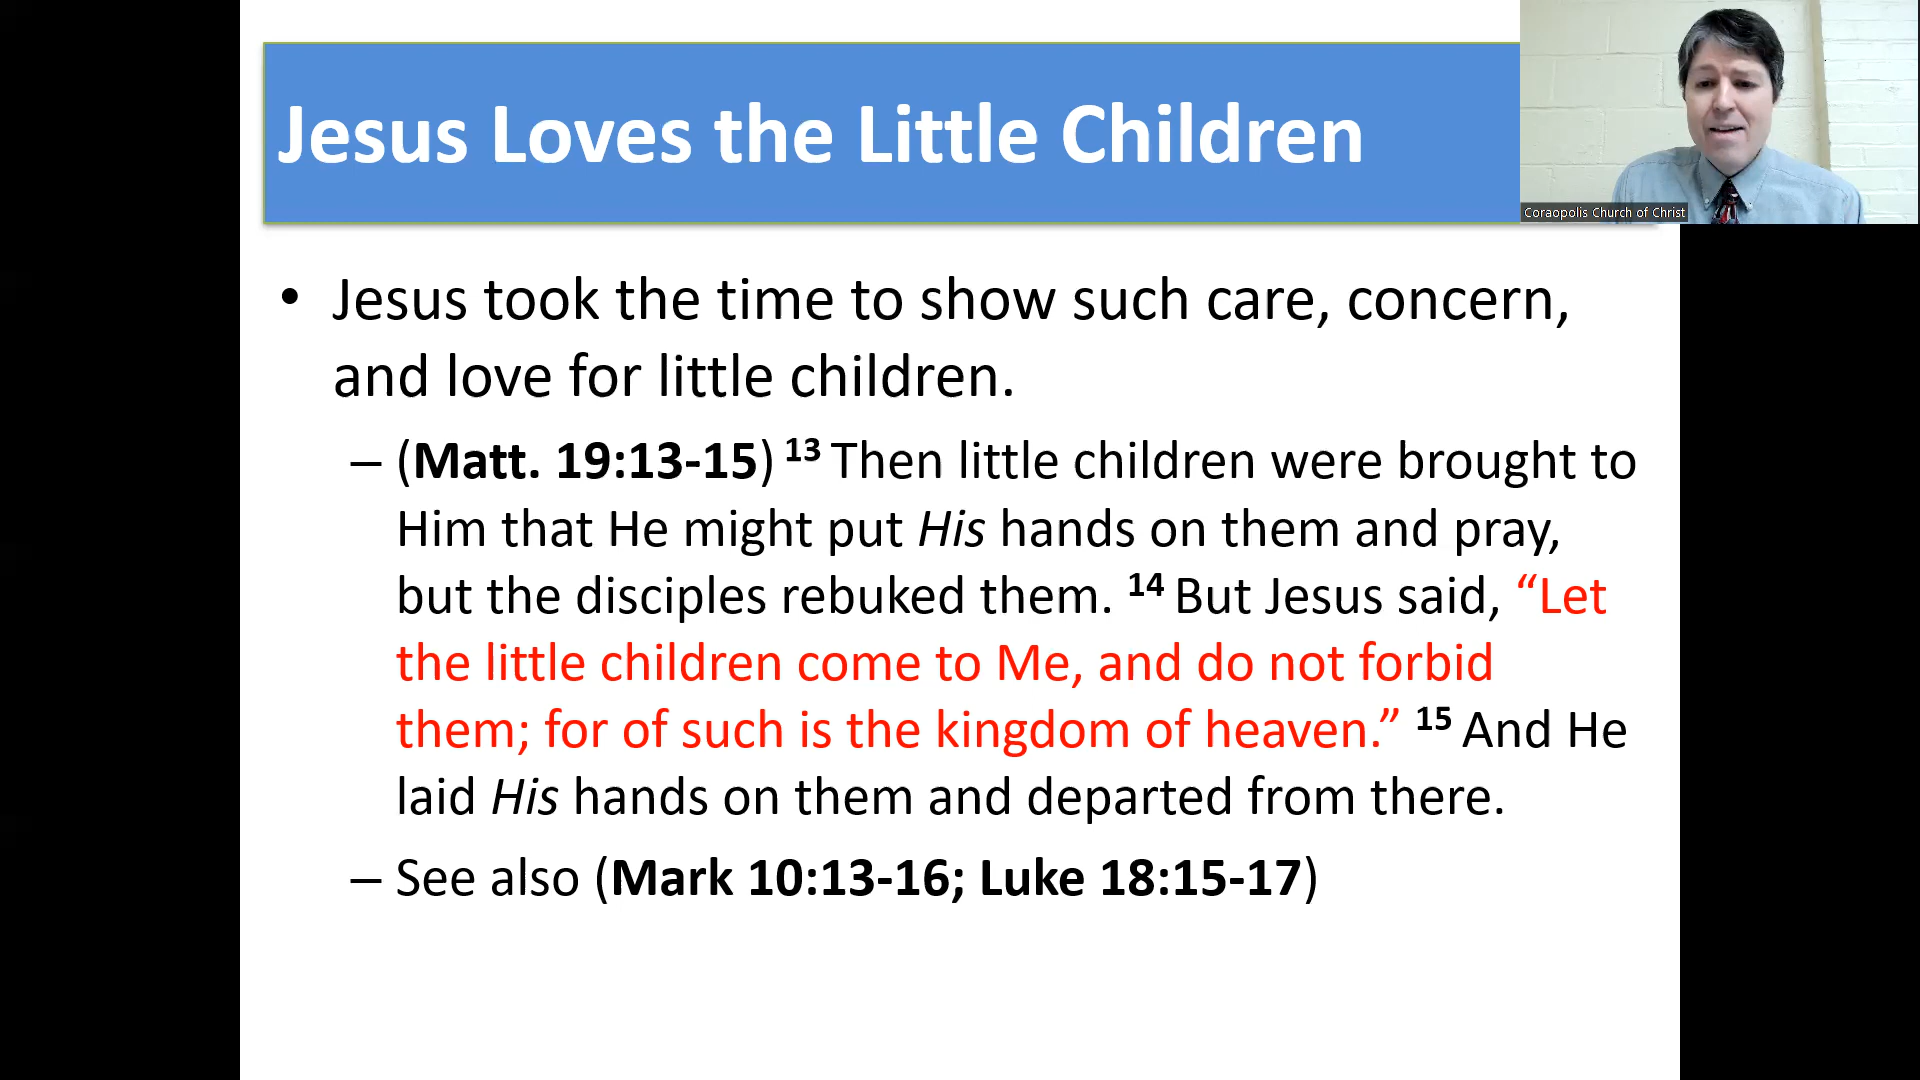 Jesus Loves the Little Children
Coraopolis Church of Christ
• Jesus took the time to show such care, concern,
and love for little children.
– (Matt. 19:13-15) 13 Then little children were brought to
Him that He might put His hands on them and pray,
but the disciples rebuked them. 14 But Jesus said, “Let
the little children come to Me, and do not forbid
them; for of such is the kingdom of heaven.” 15 And He
laid His hands on them and departed from there.
– See also (Mark 10:13-16; Luke 18:15-17)